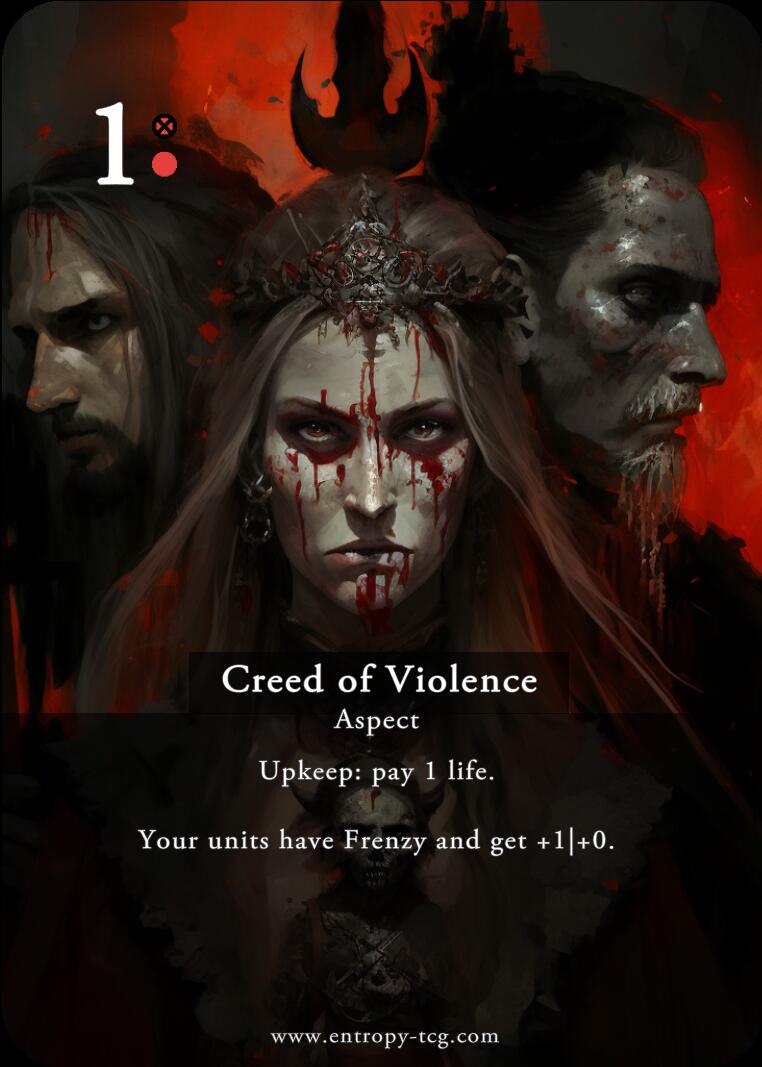 1
Creed of Violence
Aspect
Upkeep: pay 1 life.
Your units have Frenzy and get +1|+0.
www.entropy-tcg.com